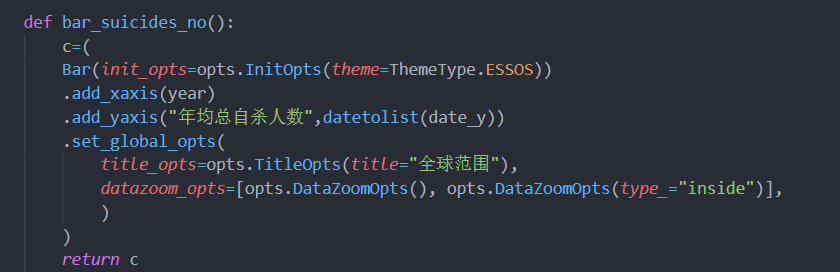 def bar_suicides_no():
    c=(
    Bar(init_opts=opts.InitOpts(theme=ThemeType.ESSOS))
    .add_xaxis(year)
    .add_yaxis("年均总自杀人数",datetolist(date_y))
    .set_global_opts(
        title_opts=opts.TitleOpts(title="全球范围"),
        datazoom_opts=[opts.DataZoomOpts(), opts.DataZoomOpts(type_="inside")],
        )
    )
    return c